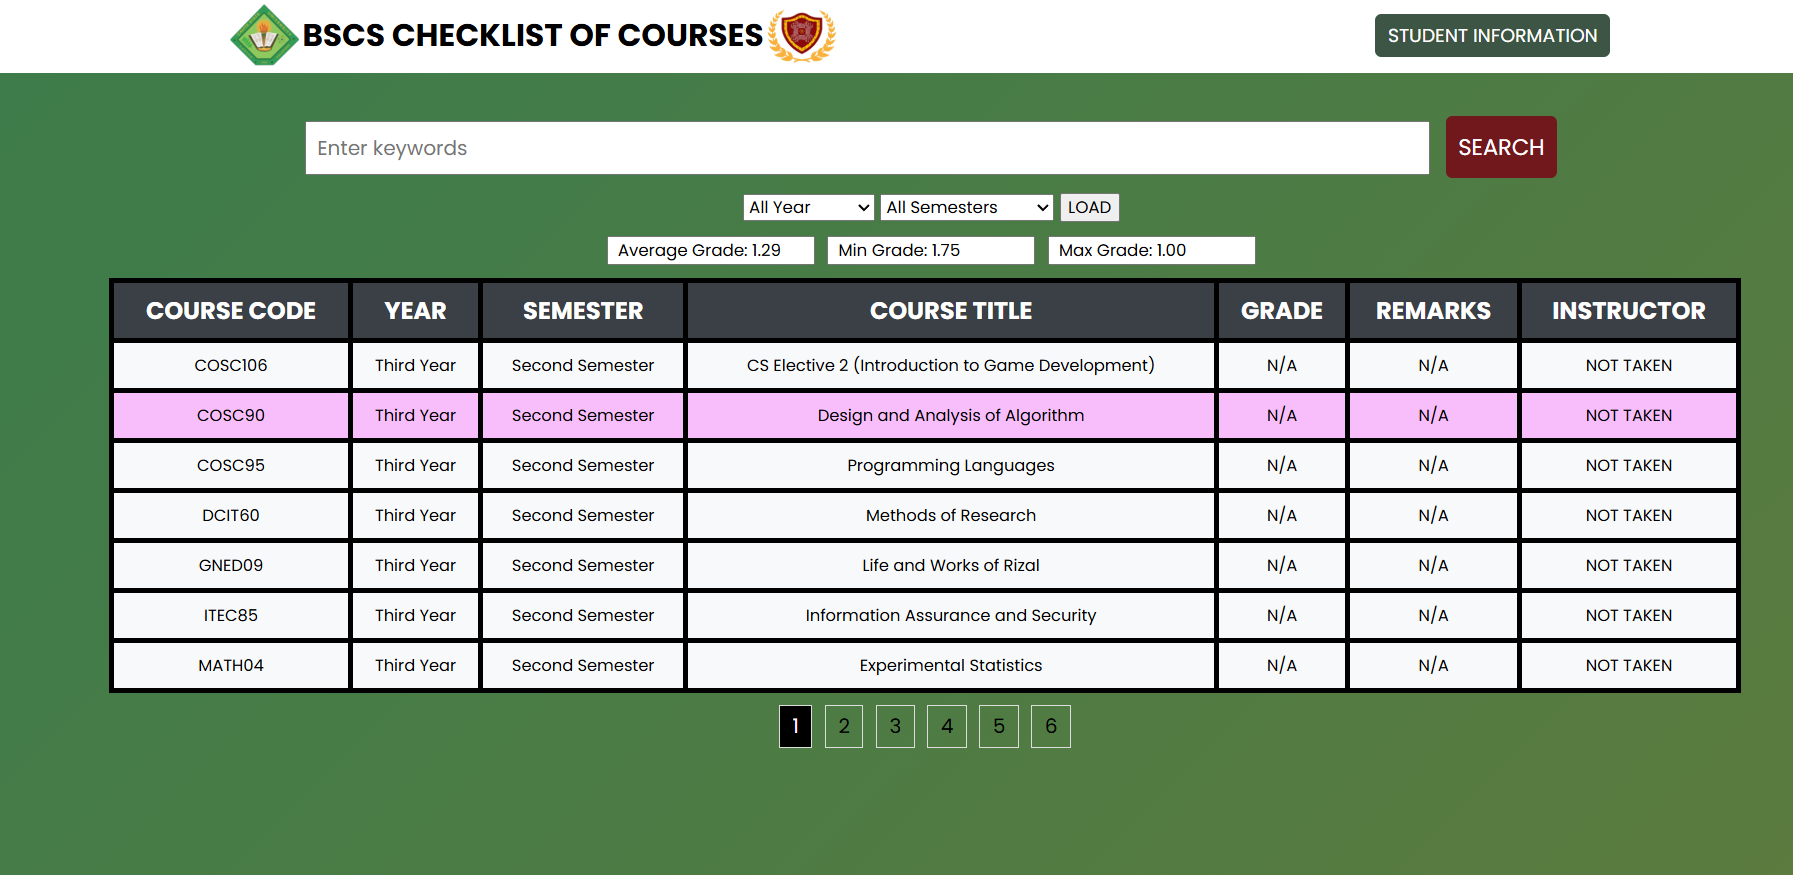 BSCS CHECKLIST OF COURSES
STUDENT INFORMATION
Enter keywords
SEARCH
All Year All Semesters LOAD
Average Grade: 1.29 Min Grade: 1.75 Max Grade: 1.00
COURSE CODE YEAR SEMESTER COURSE TITLE GRADE REMARKS INSTRUCTOR
COSC106 Third Year Second Semester CS Elective 2 (Introduction to Game Development) N/A N/A NOT TAKEN
COSC90 Third Year Second Semester Design and Analysis of Algorithm N/A N/A NOT TAKEN
COSC95 Third Year Second Semester Programming Languages N/A N/A NOT TAKEN
DCIT60 Third Year Second Semester Methods of Research N/A N/A NOT TAKEN
GNED09 Third Year Second Semester Life and Works of Rizal N/A N/A NOT TAKEN
ITEC85 Third Year Second Semester Information Assurance and Security N/A N/A NOT TAKEN
MATH04 Third Year Second Semester Experimental Statistics N/A N/A NOT TAKEN
1 2 3 4 5 6